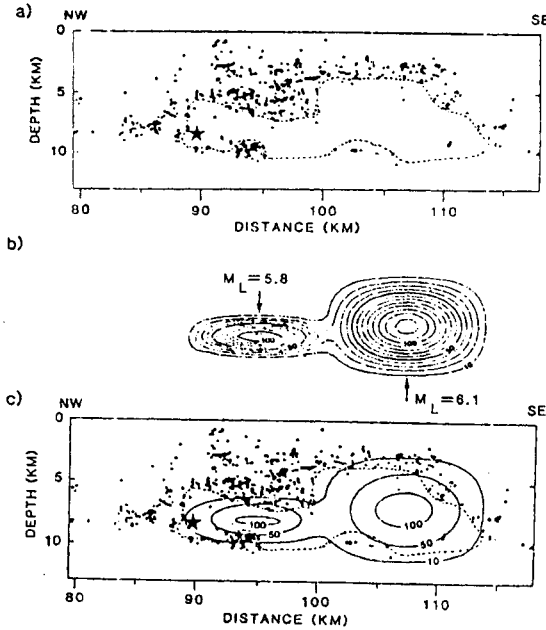 a)
NW SE
0
5
10
DEPTH (KM)
80 90 100 110
DISTANCE (KM)
b)
M L = 5.8
100 50
100 50 10
M L = 6.1
c)
NW SE
0
5
10
DEPTH (KM)
100 50
100 50 10
80 90 100 110
DISTANCE (KM)